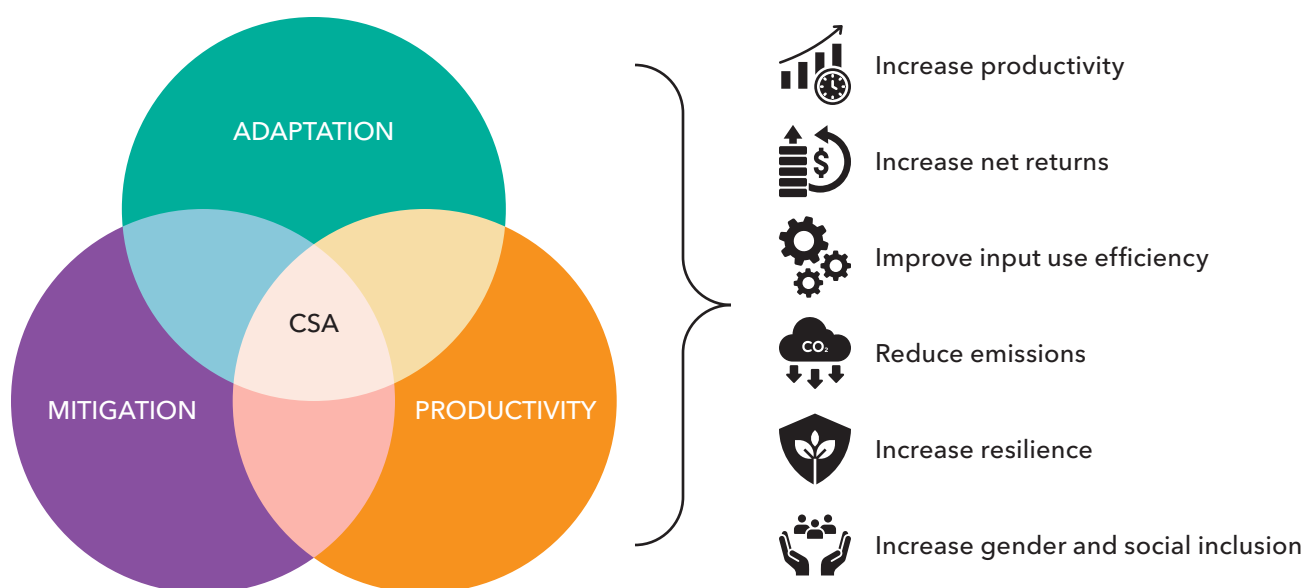 ADAPTATION
CSA
MITIGATION
PRODUCTIVITY
Increase productivity
$
Increase net returns
Improve input use efficiency
CO₂
Reduce emissions
Increase resilience
Increase gender and social inclusion